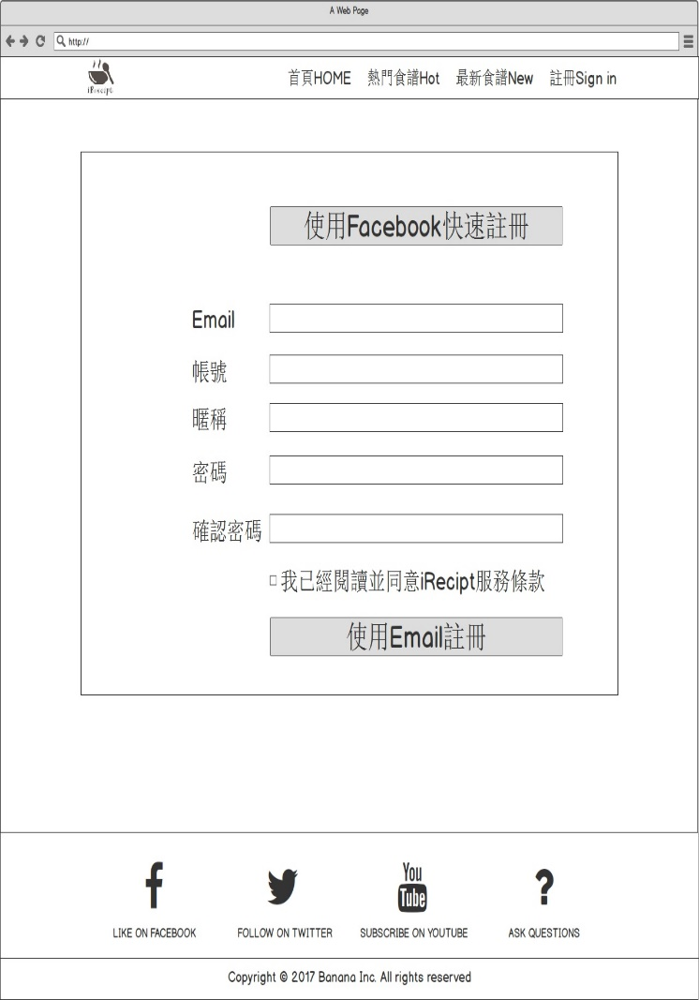 A Web Page
http://
iRecipt
首頁HOME 熱門食譜Hot 最新食譜New 註冊Sign in
使用Facebook快速註冊
Email
帳號
暱稱
密碼
確認密碼
我已經閱讀並同意iRecipt服務條款
使用Email註冊
You
Tube
LIKE ON FACEBOOK FOLLOW ON TWITTER SUBSCRIBE ON YOUTUBE ASK QUESTIONS
Copyright © 2017 Banana Inc. All rights reserved